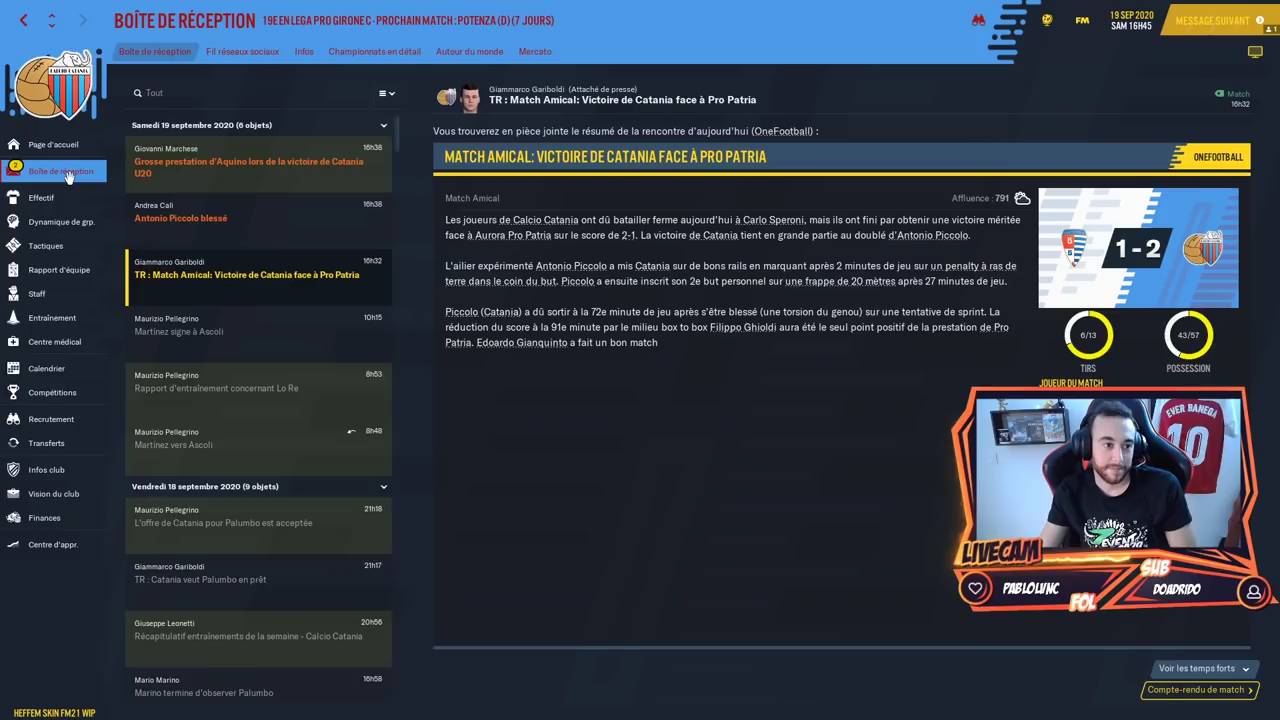 BOÎTE DE RÉCEPTION
19E EN LEGA PRO GIRONE C - PROCHAIN MATCH : POTENZA (D) (7 JOURS)
FM
19 SEP 2020
SAM 16H45
MESSAGE SUIVANT
1
Boîte de réception
Fil réseaux sociaux
Infos
Championnats en détail
Autour du monde
Mercato
CALCIO CATANIA
Page d'accueil
2
Boîte de réception
Effectif
Dynamique de grp.
Tactiques
Rapport d'équipe
Staff
Entraînement
Centre médical
Calendrier
Compétitions
Recrutement
Transferts
Infos club
Vision du club
Finances
Centre d'appr.
HEFFEM SKIN FM21 WIP
Tout
Samedi 19 septembre 2020 (6 objets)
Giovanni Marchese 16h38
Grosse prestation d'Aquino lors de la victoire de Catania
U20
Andrea Calì 16h38
Antonio Piccolo blessé
Giammarco Gariboldi 16h32
TR : Match Amical: Victoire de Catania face à Pro Patria
Maurizio Pellegrino 10h15
Martinez signe à Ascoli
Maurizio Pellegrino 8h53
Rapport d'entraînement concernant Lo Re
Maurizio Pellegrino 8h48
Martinez vers Ascoli
Vendredi 18 septembre 2020 (9 objets)
Maurizio Pellegrino 21h18
L'offre de Catania pour Palumbo est acceptée
Giammarco Gariboldi 21h17
TR : Catania veut Palumbo en prêt
Giuseppe Leonetti 20h56
Récapitulatif entraînements de la semaine - Calcio Catania
Mario Marino 16h58
Marino termine d'observer Palumbo
Giammarco Gariboldi (Attaché de presse)
TR : Match Amical: Victoire de Catania face à Pro Patria
Match
16h32
Vous trouverez en pièce jointe le résumé de la rencontre d'aujourd'hui (OneFootball) :
MATCH AMICAL: VICTOIRE DE CATANIA FACE À PRO PATRIA
ONEFOOTBALL
Match Amical
Affluence : 791
Les joueurs de Calcio Catania ont dû batailler ferme aujourd'hui à Carlo Speroni, mais ils ont fini par obtenir une victoire méritée
face à Aurora Pro Patria sur le score de 2-1. La victoire de Catania tient en grande partie au doublé d'Antonio Piccolo.
L'ailier expérimenté Antonio Piccolo a mis Catania sur de bons rails en marquant après 2 minutes de jeu sur un penalty à ras de
terre dans le coin du but. Piccolo a ensuite inscrit son 2e but personnel sur une frappe de 20 mètres après 27 minutes de jeu.
Piccolo (Catania) a dû sortir à la 72e minute de jeu après s'être blessé (une torsion du genou) sur une tentative de sprint. La
réduction du score à la 91e minute par le milieu box to box Filippo Ghioldi aura été le seul point positif de la prestation de Pro
Patria. Edoardo Gianquinto a fait un bon match
1 - 2
6/13
TIRS
43/57
POSSESSION
JOUEUR DU MATCH
EVER BANEGA
10
LIVECAM
SUB
PABLOLVNC
FOL
DOADRIDO
Voir les temps forts
Compte-rendu de match